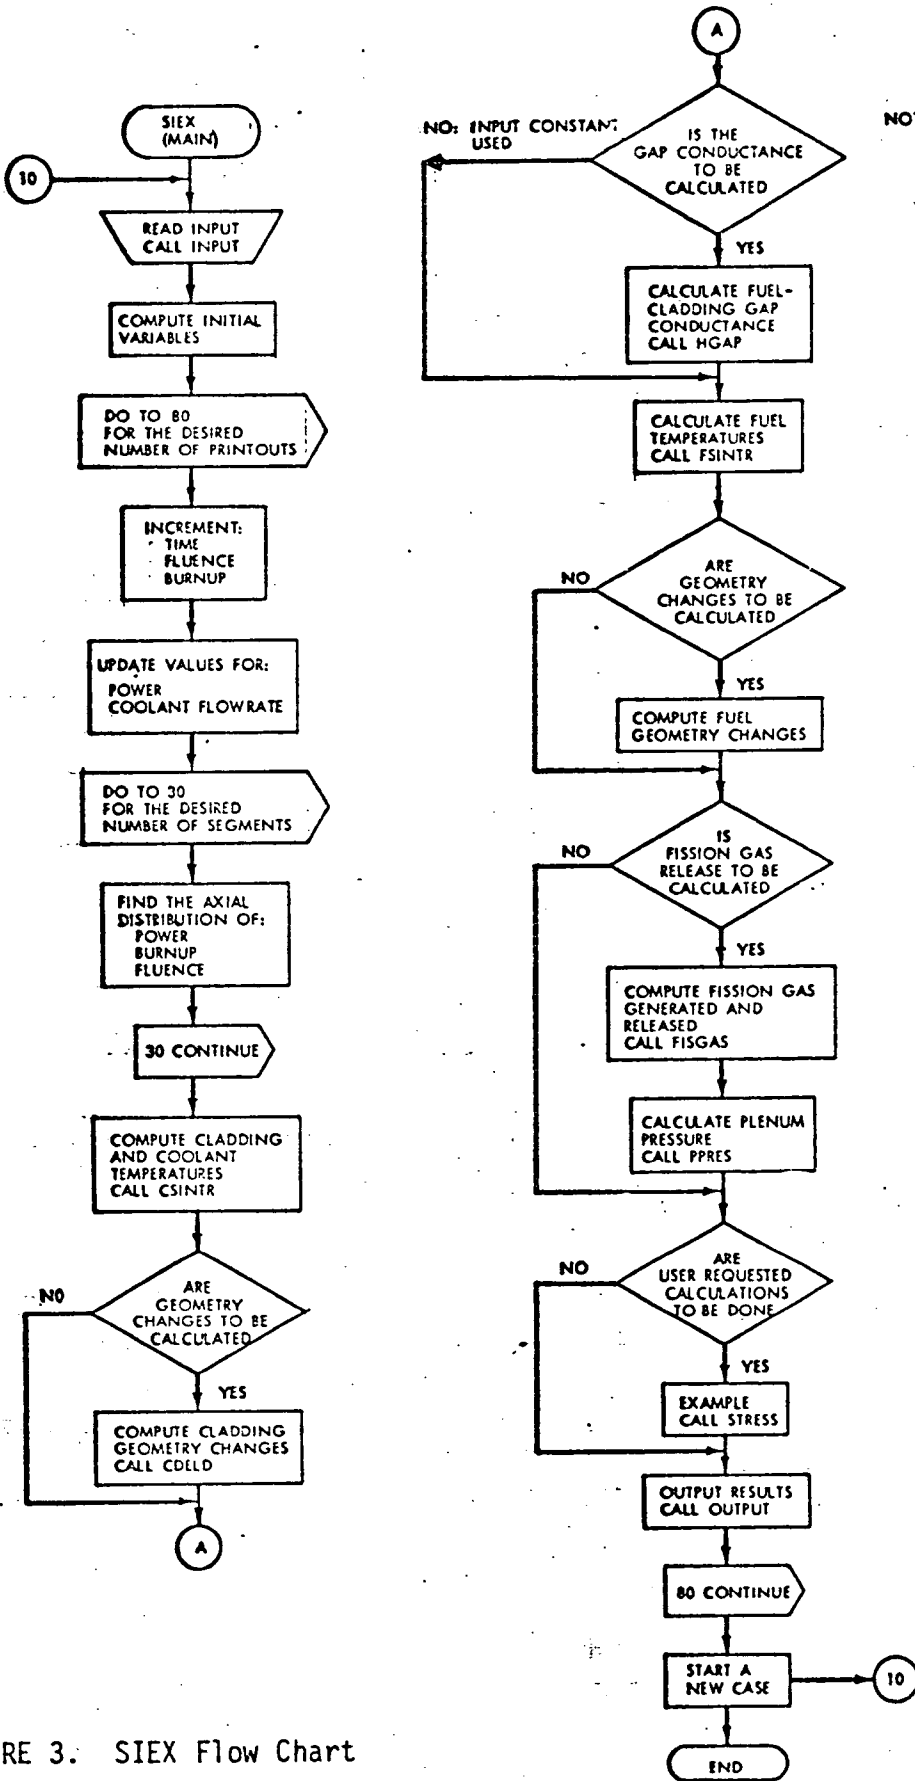 SIEX
(MAIN)
10
READ INPUT
CALL INPUT
COMPUTE INITIAL
VARIABLES
DO TO 80
FOR THE DESIRED
NUMBER OF PRINTOUTS
INCREMENT:
TIME
FLUENCE
BURNUP
UPDATE VALUES FOR:
POWER
COOLANT FLOWRATE
DO TO 30
FOR THE DESIRED
NUMBER OF SEGMENTS
FIND THE AXIAL
DISTRIBUTION OF:
POWER
BURNUP
FLUENCE
30 CONTINUE
COMPUTE CLADDING
AND COOLANT
TEMPERATURES
CALL CSINTR
ARE
GEOMETRY
CHANGES TO BE
CALCULATED
NO
YES
COMPUTE CLADDING
GEOMETRY CHANGES
CALL CDELD
A
A
NO: INPUT CONSTANT
USED
IS THE
GAP CONDUCTANCE
TO BE
CALCULATED
NO
YES
CALCULATE FUEL-
CLADDING GAP
CONDUCTANCE
CALL HGAP
CALCULATE FUEL
TEMPERATURES
CALL FSINTR
ARE
GEOMETRY
CHANGES TO BE
CALCULATED
NO
YES
COMPUTE FUEL
GEOMETRY CHANGES
IS
FISSION GAS
RELEASE TO BE
CALCULATED
NO
YES
COMPUTE FISSION GAS
GENERATED AND
RELEASED
CALL FISGAS
CALCULATE PLENUM
PRESSURE
CALL PPRES
ARE
USER REQUESTED
CALCULATIONS
TO BE DONE
NO
YES
EXAMPLE
CALL STRESS
OUTPUT RESULTS
CALL OUTPUT
80 CONTINUE
START A
NEW CASE
10
END
RE 3. SIEX Flow Chart